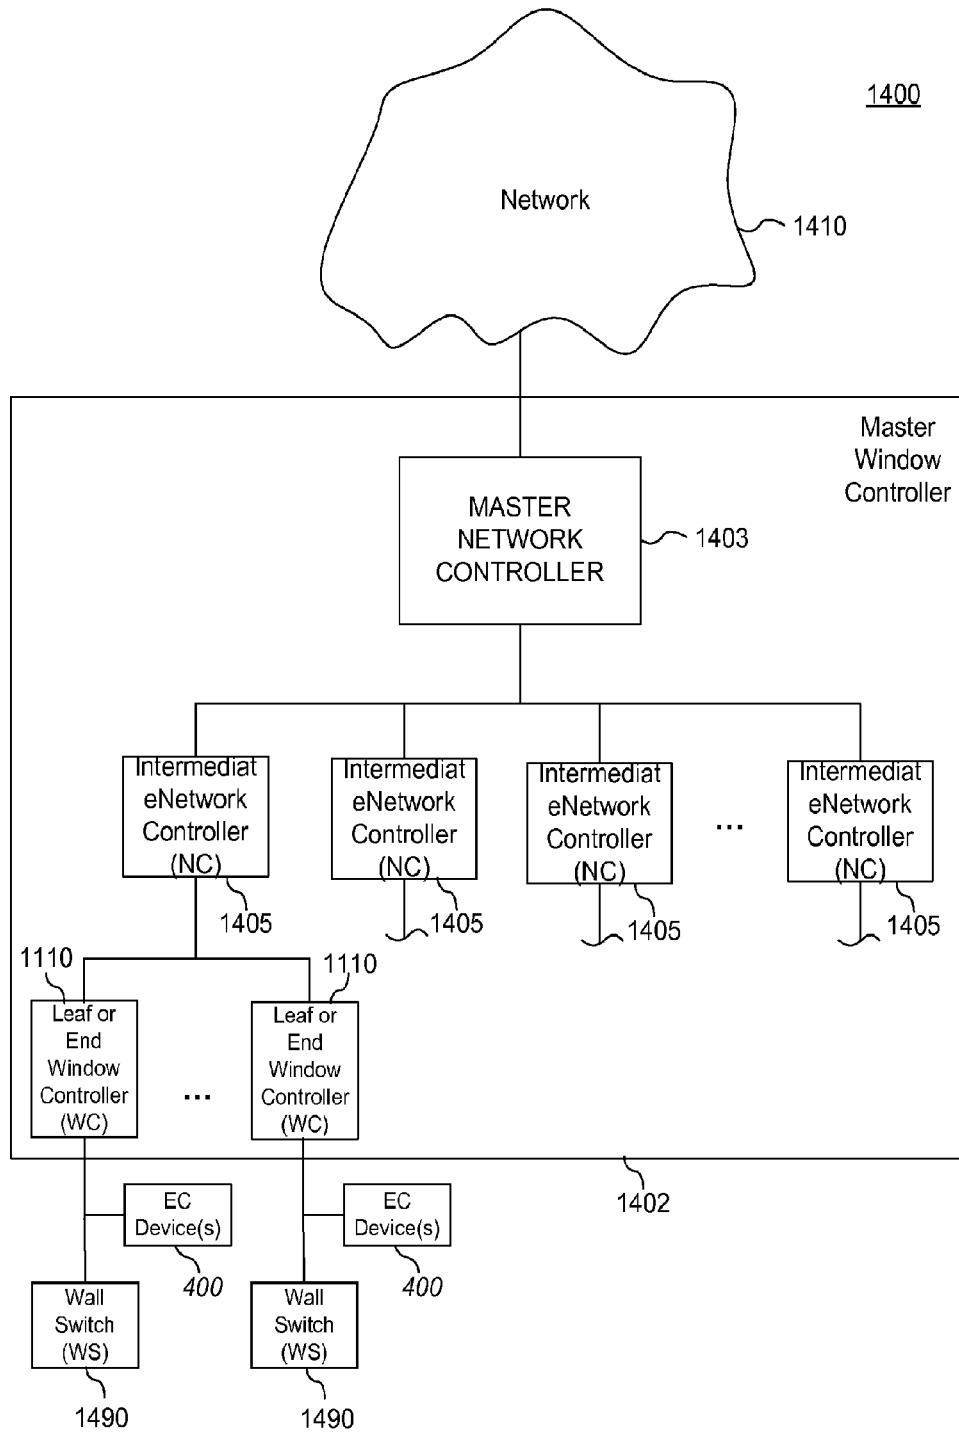 1400
Network
1410
Master
Window
Controller
MASTER
NETWORK
CONTROLLER
1403
Intermediat
eNetwork
Controller
(NC)
1405
Intermediat
eNetwork
Controller
(NC)
1405
Intermediat
eNetwork
Controller
(NC)
1405
...
Intermediat
eNetwork
Controller
(NC)
1405
1110
Leaf or
End
Window
Controller
(WC)
...
1110
Leaf or
End
Window
Controller
(WC)
1402
EC
Device(s)
400
EC
Device(s)
400
Wall
Switch
(WS)
1490
Wall
Switch
(WS)
1490